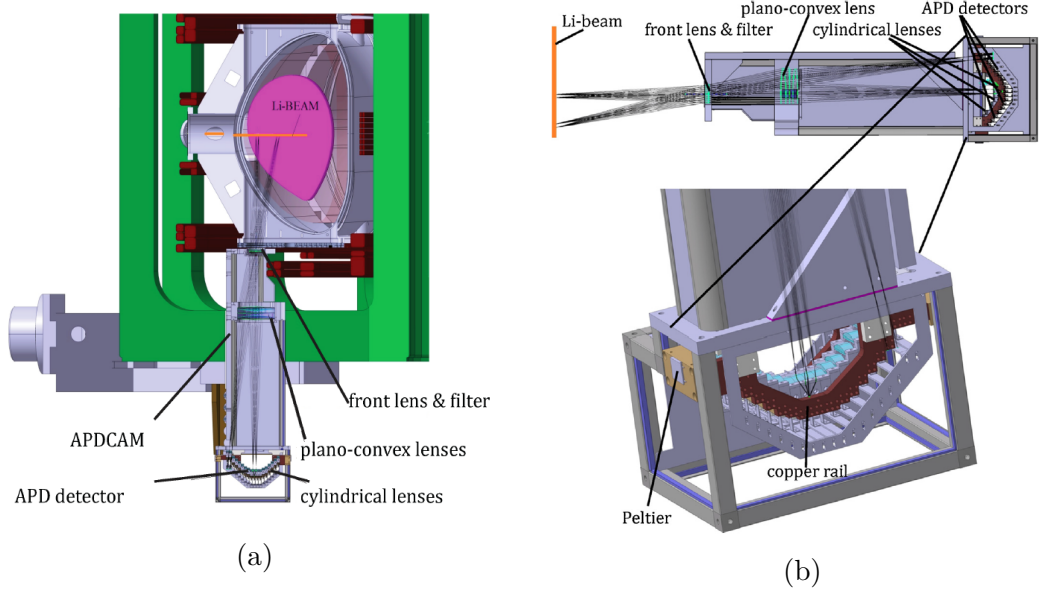 Li-BEAM
front lens & filter
APDCAM
plano-convex lenses
APD detector
cylindrical lenses
(a)
Li-beam
plano-convex lens
APD detectors
front lens & filter
cylindrical lenses
copper rail
Peltier
(b)